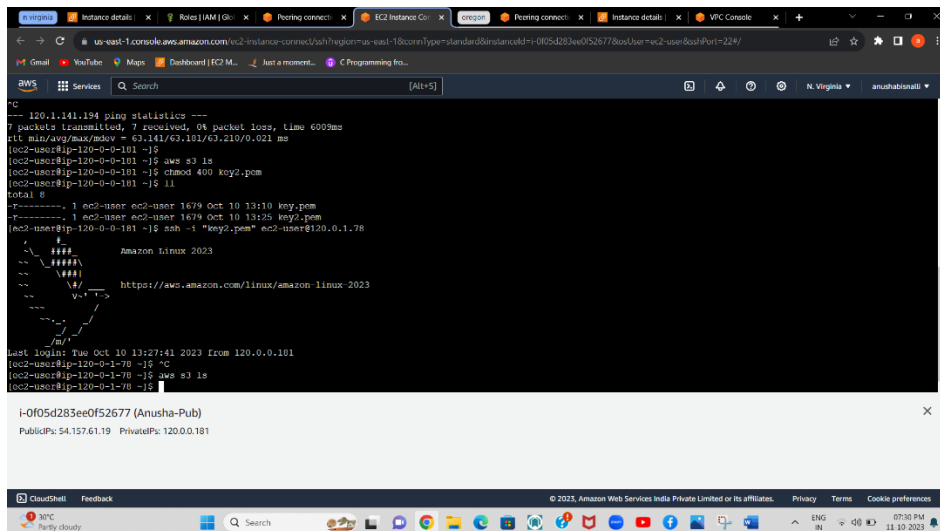 n virginia
Instance details |
Roles | IAM | Glo
Peering connecti
EC2 Instance Con
oregon
Peering connecti
Instance details |
VPC Console
us-east-1.console.aws.amazon.com/ec2-instance-connect/ssh?region=us-east-1&connType=standard&instanceId=i-0f05d283ee0f52677&osUser=ec2-user&sshPort=22#/
Gmail YouTube Maps Dashboard | EC2 M... Just a moment... C Programming fro...
aws Services Search [Alt+S] N. Virginia anushabisnalli
^C
--- 120.1.141.194 ping statistics ---
7 packets transmitted, 7 received, 0% packet loss, time 6009ms
rtt min/avg/max/mdev = 63.141/63.181/63.210/0.021 ms
[ec2-user@ip-120-0-0-181 ~]$
[ec2-user@ip-120-0-0-181 ~]$ aws s3 ls
[ec2-user@ip-120-0-0-181 ~]$ chmod 400 key2.pem
[ec2-user@ip-120-0-0-181 ~]$ ll
total 8
-r--------. 1 ec2-user ec2-user 1679 Oct 10 13:10 key.pem
-r--------. 1 ec2-user ec2-user 1679 Oct 10 13:25 key2.pem
[ec2-user@ip-120-0-0-181 ~]$ ssh -i "key2.pem" ec2-user@120.0.1.78
Amazon Linux 2023
https://aws.amazon.com/linux/amazon-linux-2023
Last login: Tue Oct 10 13:27:41 2023 from 120.0.0.181
[ec2-user@ip-120-0-1-78 ~]$ ^C
[ec2-user@ip-120-0-1-78 ~]$ aws s3 ls
[ec2-user@ip-120-0-1-78 ~]$
i-0f05d283ee0f52677 (Anusha-Pub)
PublicIPs: 54.157.61.19 PrivateIPs: 120.0.0.181
CloudShell Feedback © 2023, Amazon Web Services India Private Limited or its affiliates. Privacy Terms Cookie preferences
30°C
Partly cloudy
Search
ENG
IN
07:30 PM
11-10-2023